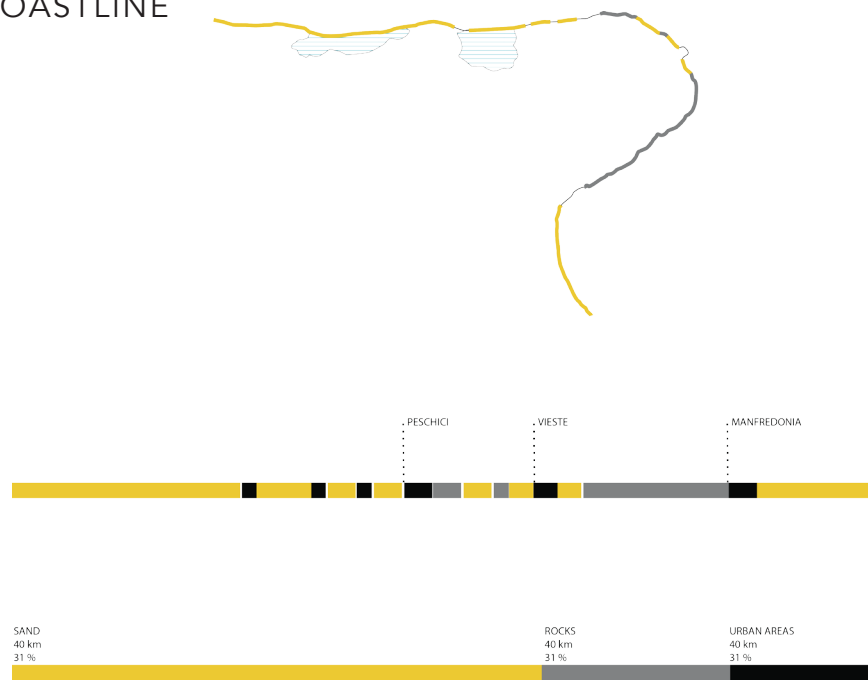 OASTLINE
PESCHICI
VIESTE
MANFREDONIA
SAND
40 km
31 %
ROCKS
40 km
31 %
URBAN AREAS
40 km
31 %